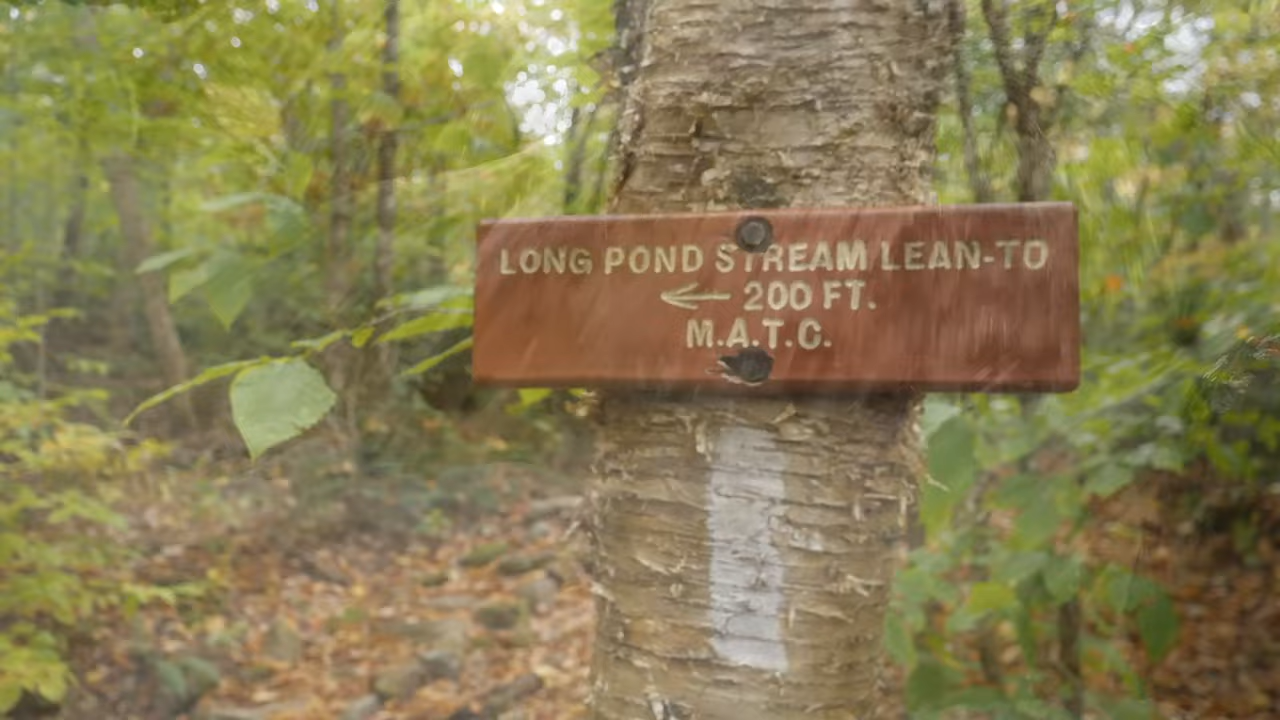 LONG POND STREAM LEAN-TO
← 200 FT.
M.A.T.C.